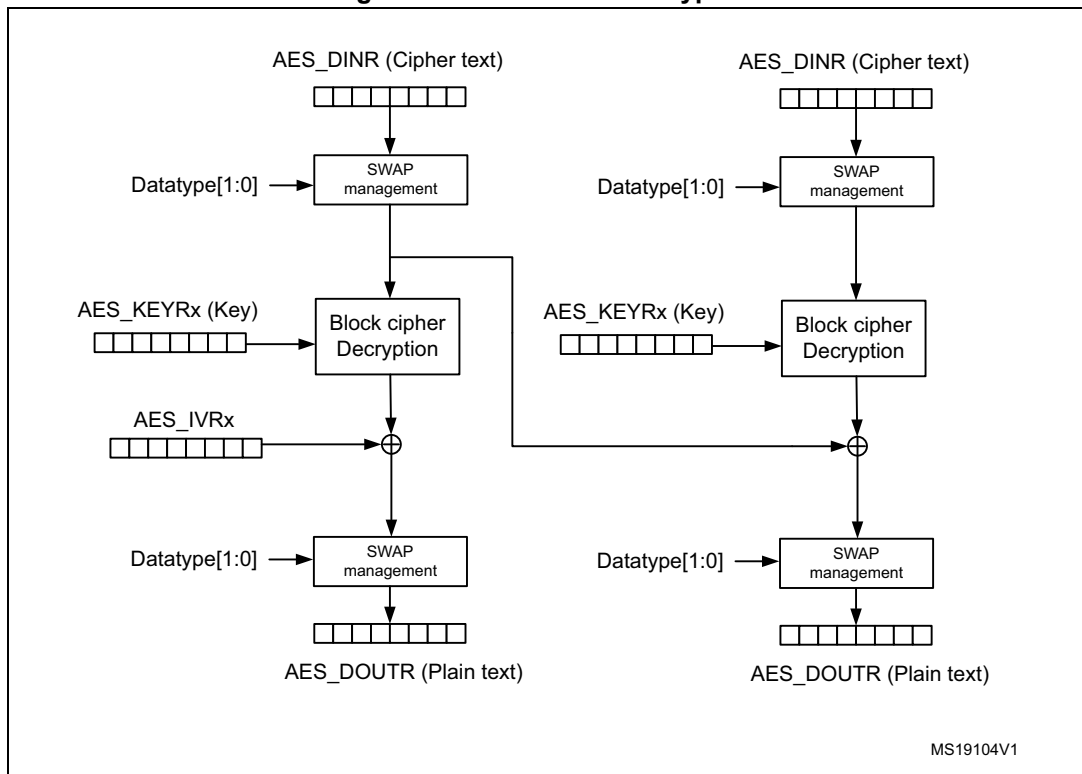 AES_DINR (Cipher text)
SWAP
management
Datatype[1:0]
AES_KEYRx (Key)
Block cipher
Decryption
AES_IVRx
Datatype[1:0]
SWAP
management
AES_DOUTR (Plain text)
AES_DINR (Cipher text)
SWAP
management
Datatype[1:0]
AES_KEYRx (Key)
Block cipher
Decryption
Datatype[1:0]
SWAP
management
AES_DOUTR (Plain text)
MS19104V1